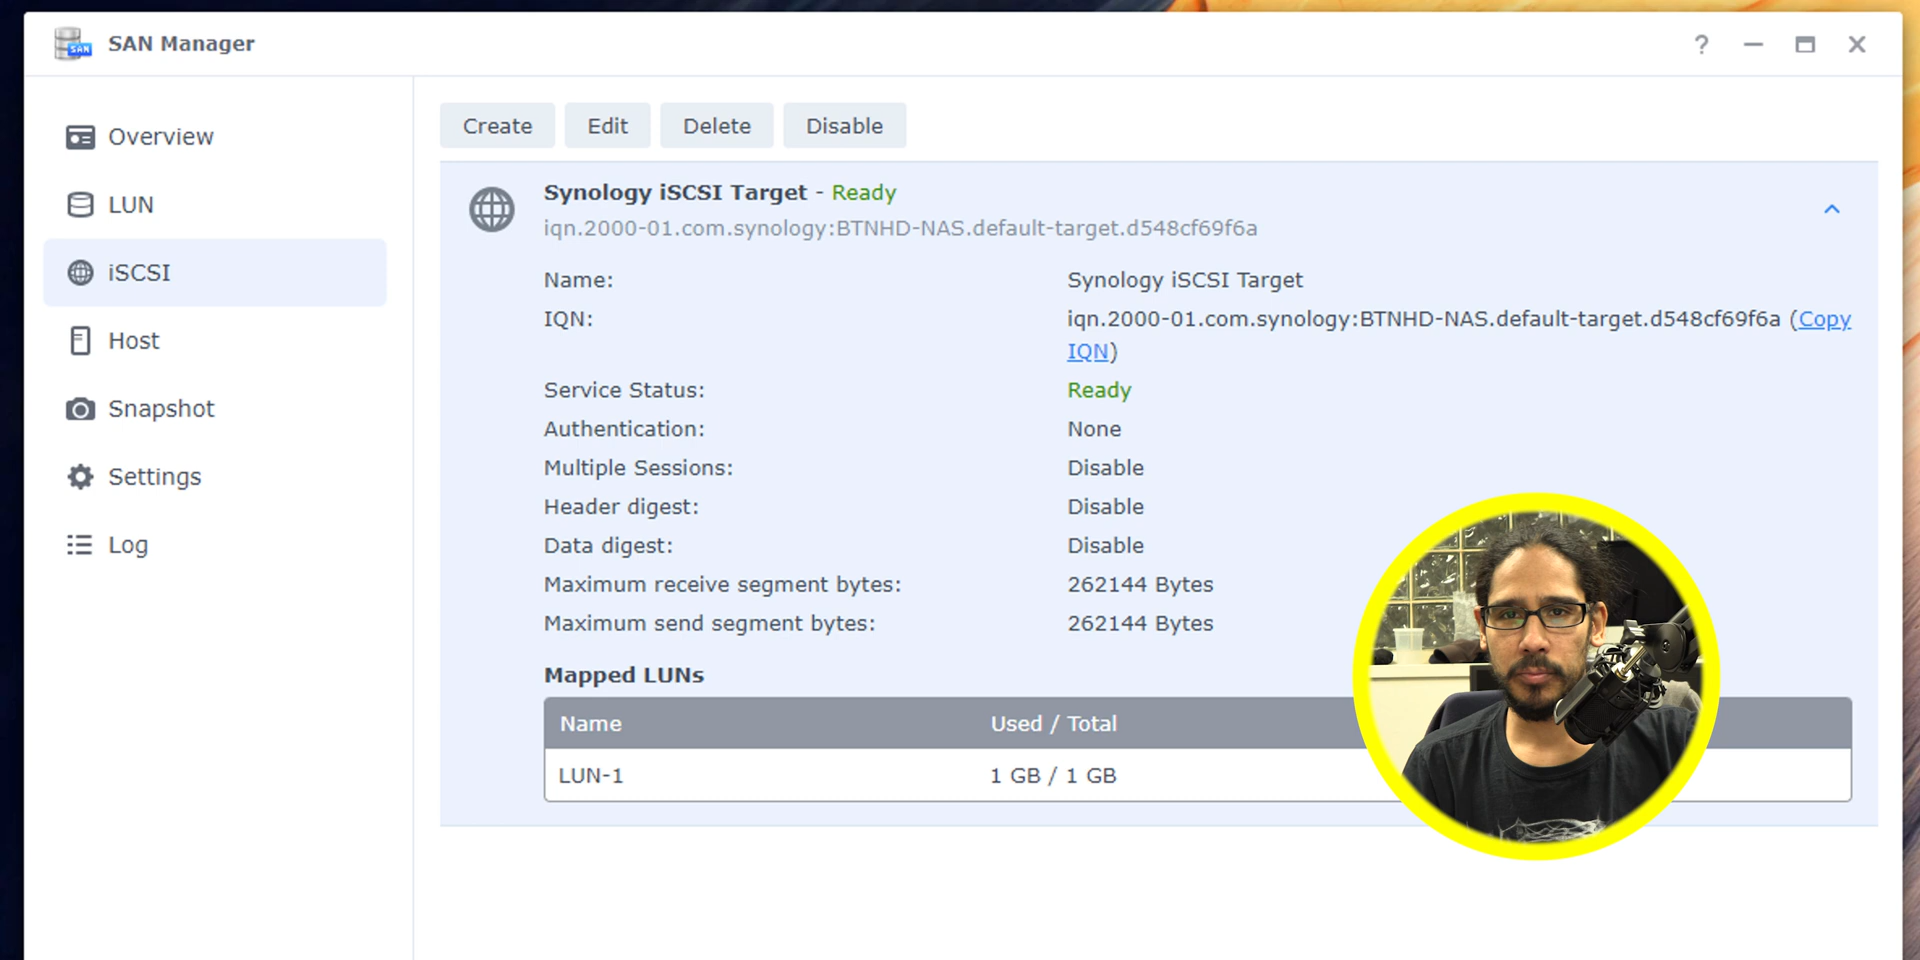 SAN Manager
Overview
LUN
iSCSI
Host
Snapshot
Settings
Log
Create Edit Delete Disable
Synology iSCSI Target - Ready
iqn.2000-01.com.synology:BTNHD-NAS.default-target.d548cf69f6a
Name: Synology iSCSI Target
IQN: iqn.2000-01.com.synology:BTNHD-NAS.default-target.d548cf69f6a (Copy
IQN)
Service Status: Ready
Authentication: None
Multiple Sessions: Disable
Header digest: Disable
Data digest: Disable
Maximum receive segment bytes: 262144 Bytes
Maximum send segment bytes: 262144 Bytes
Mapped LUNs
Name Used / Total
LUN-1 1 GB / 1 GB